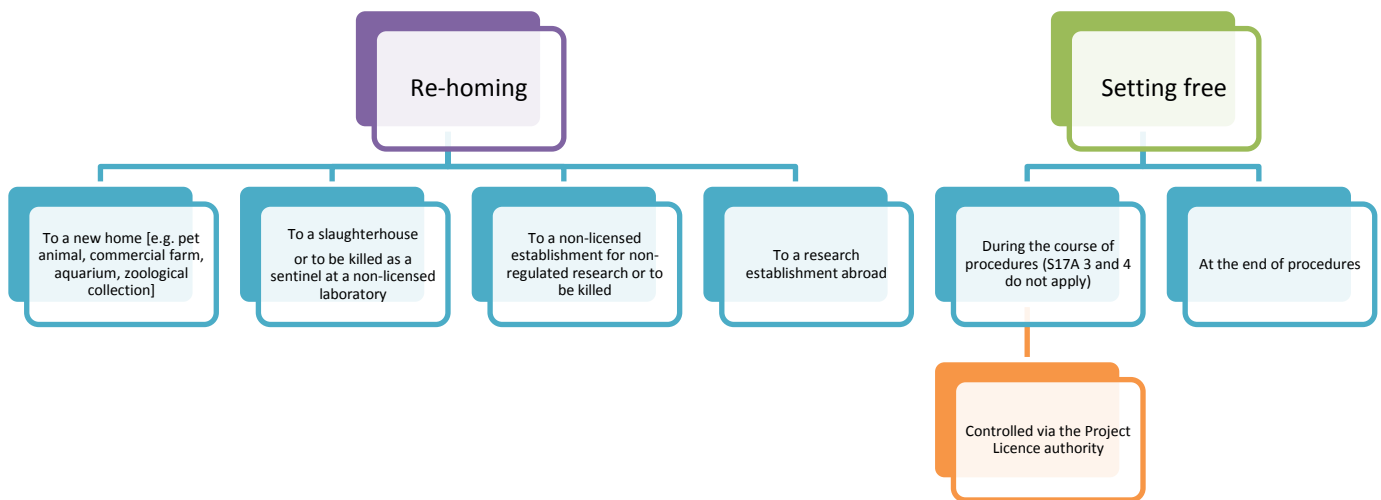 Re-homing
Setting free
To a new home [e.g. pet
animal, commercial farm,
aquarium, zoological
collection]
To a slaughterhouse
or to be killed as a
sentinel at a non-licensed
laboratory
To a non-licensed
establishment for non-
regulated research or to
be killed
To a research
establishment abroad
During the course of
procedures (S17A 3 and 4
do not apply)
At the end of procedures
Controlled via the Project
Licence authority